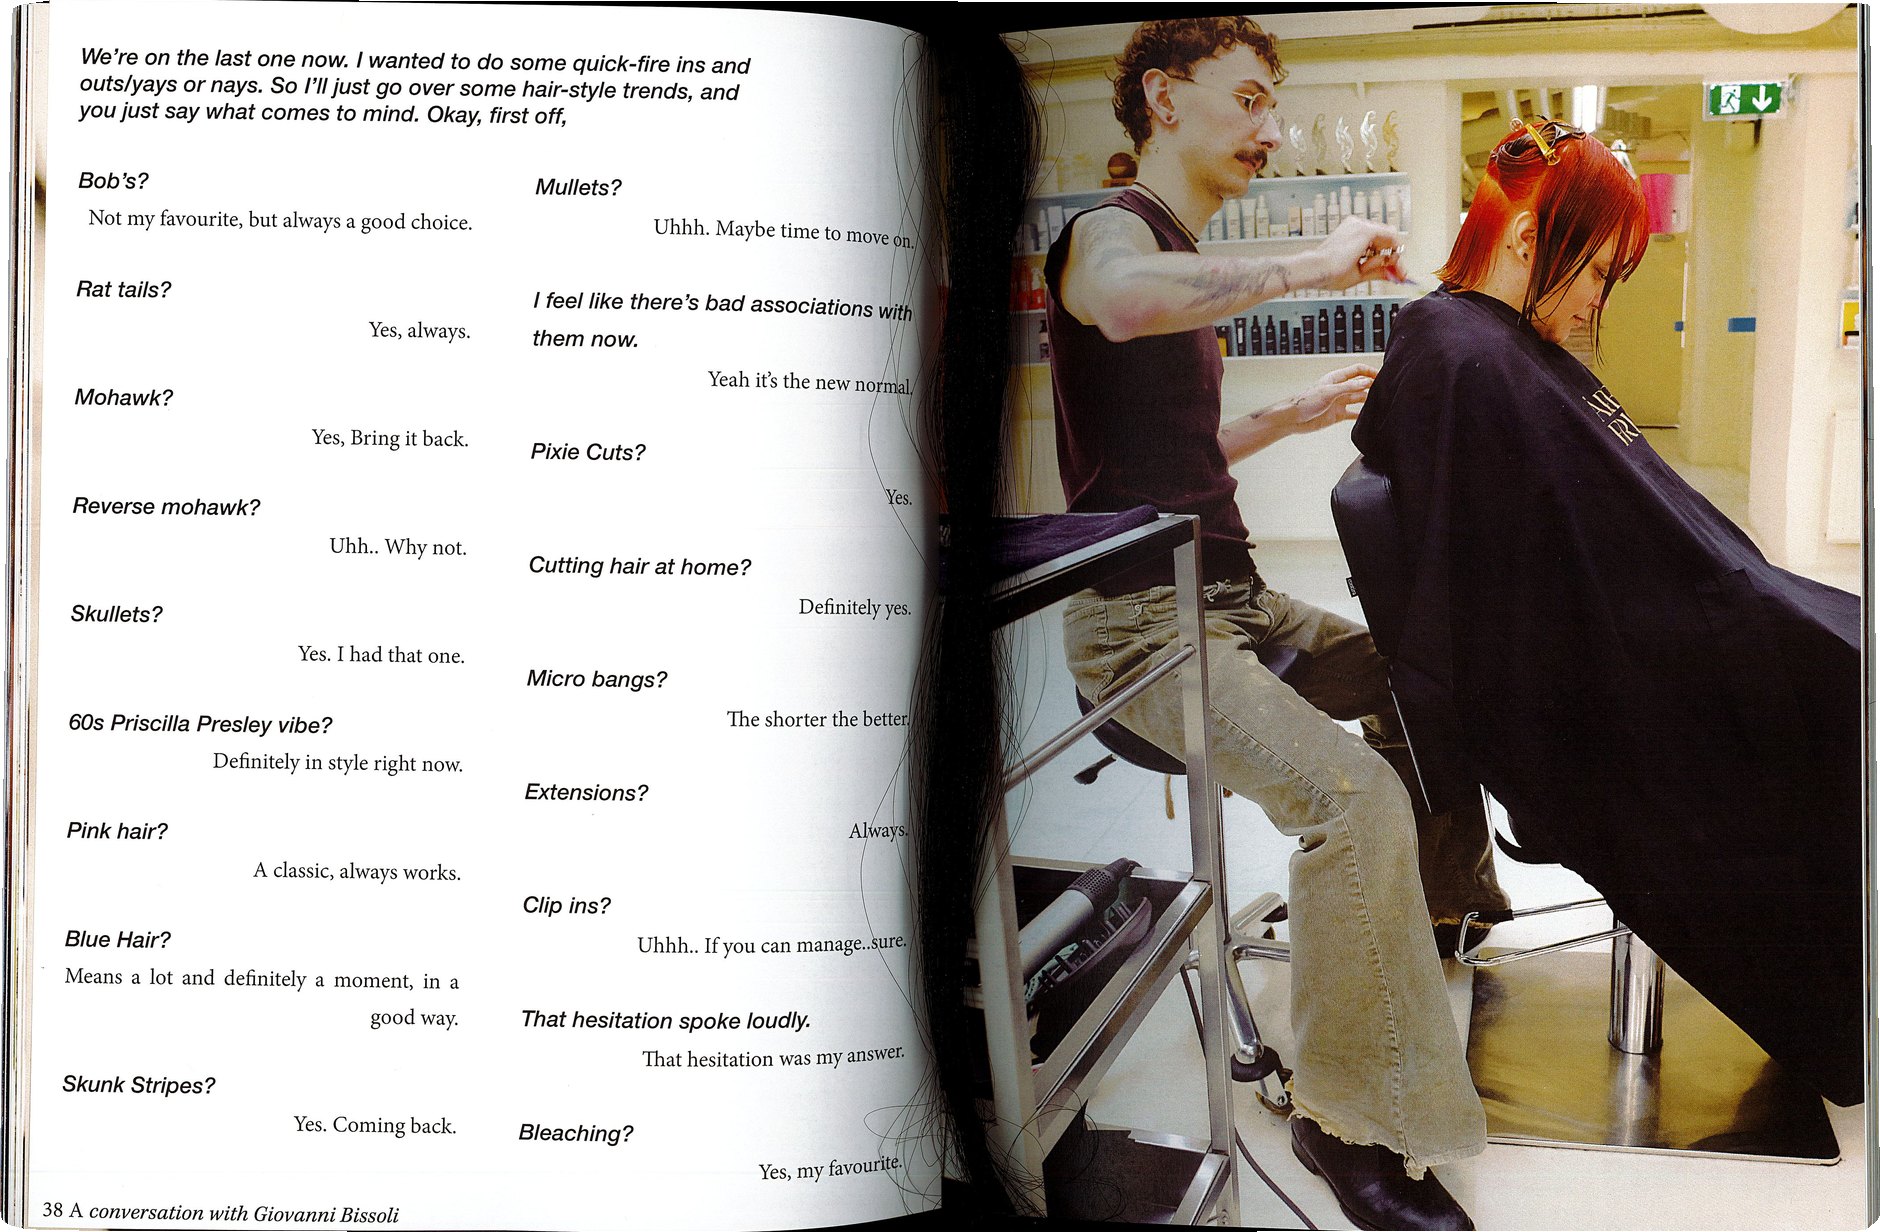 We're on the last one now. I wanted to do some quick-fire ins and
outs/yays or nays. So I'll just go over some hair-style trends, and
you just say what comes to mind. Okay, first off,
Bob's?
Not my favourite, but always a good choice.
Rat tails?
Yes, always.
Mohawk?
Yes, Bring it back.
Reverse mohawk?
Uhh.. Why not.
Skullets?
Yes. I had that one.
60s Priscilla Presley vibe?
Definitely in style right now.
Pink hair?
A classic, always works.
Blue Hair?
Means a lot and definitely a moment, in a
good way.
Skunk Stripes?
Yes. Coming back.
Mullets?
Uhhh. Maybe time to move on.
I feel like there's bad associations with
them now.
Yeah it's the new normal.
Pixie Cuts?
Yes.
Cutting hair at home?
Definitely yes.
Micro bangs?
The shorter the better.
Extensions?
Always.
Clip ins?
Uhhh.. If you can manage..sure.
That hesitation spoke loudly.
That hesitation was my answer.
Bleaching?
Yes, my favourite.
38 A conversation with Giovanni Bissoli